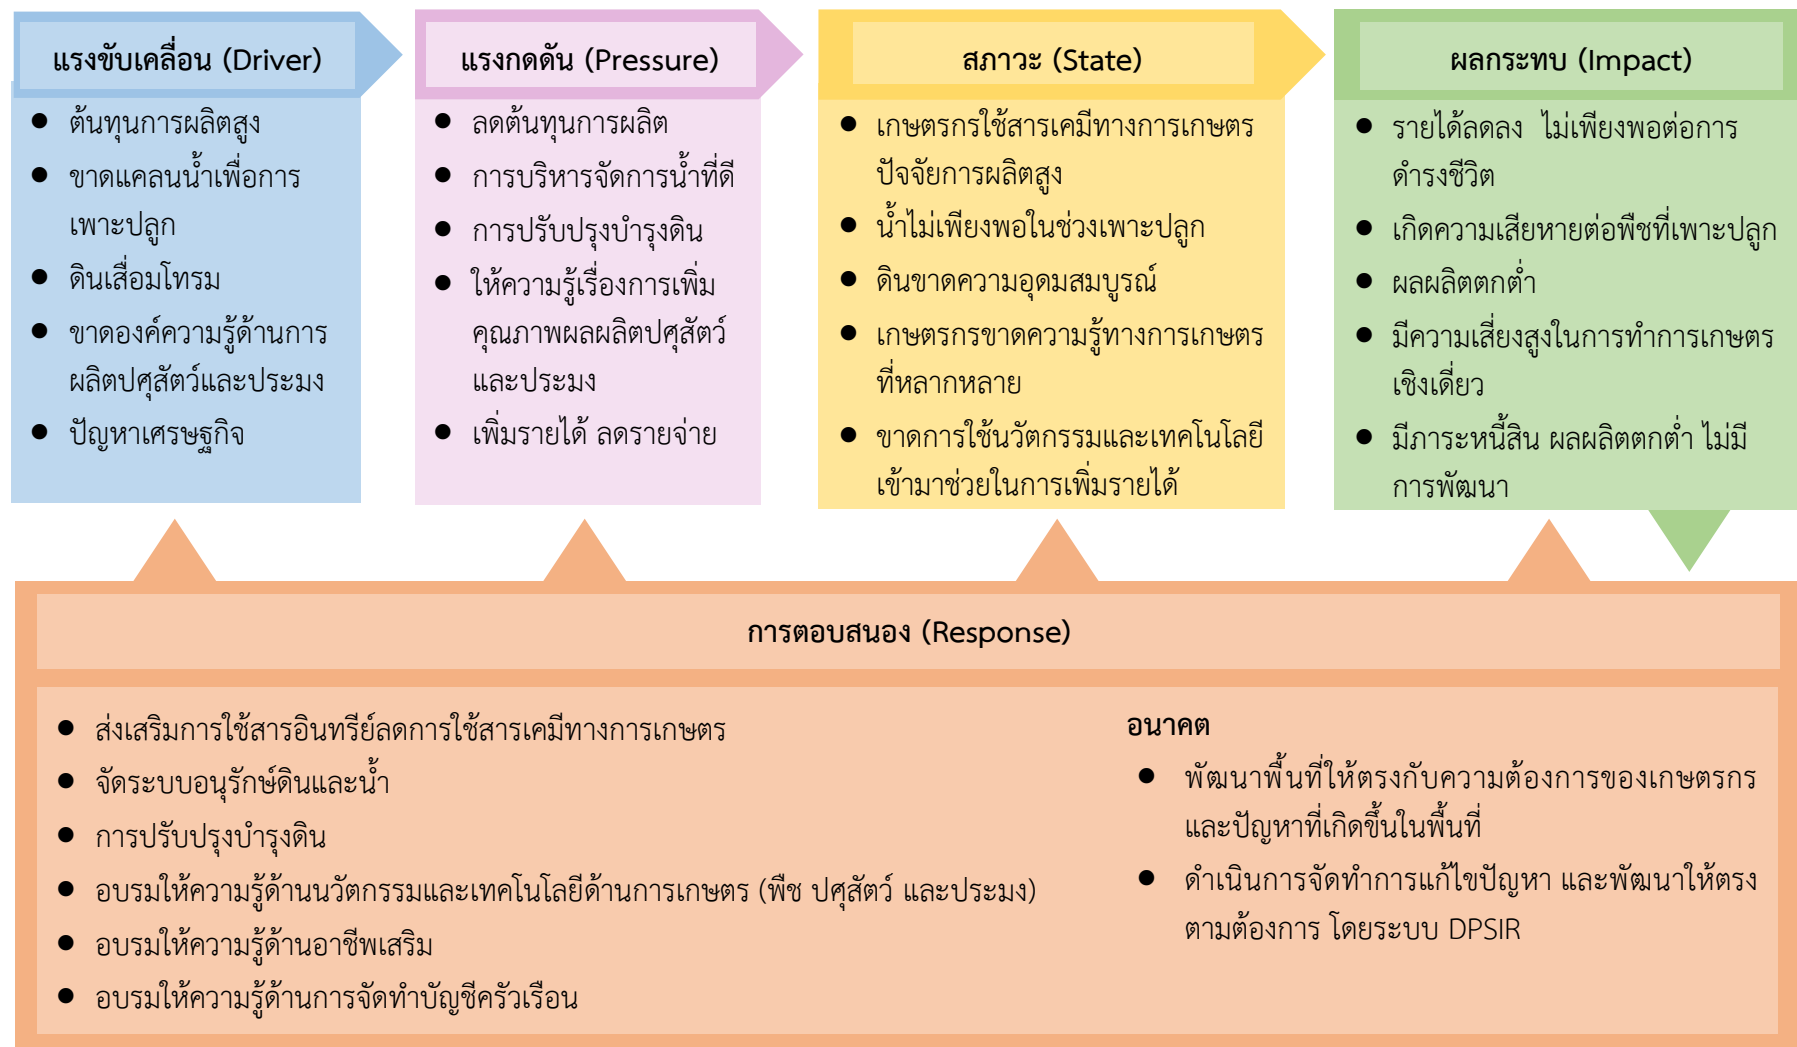 แรงขับเคลื่อน (Driver)
● ต้นทุนการผลิตสูง
● ขาดแคลนน้ำเพื่อการ
เพาะปลูก
● ดินเสื่อมโทรม
● ขาดองค์ความรู้ด้านการ
ผลิตปศุสัตว์และประมง
● ปัญหาเศรษฐกิจ
แรงกดดัน (Pressure)
● ลดต้นทุนการผลิต
● การบริหารจัดการน้ำที่ดี
● การปรับปรุงบำรุงดิน
● ให้ความรู้เรื่องการเพิ่ม
คุณภาพผลผลิตปศุสัตว์
และประมง
● เพิ่มรายได้ ลดรายจ่าย
สภาวะ (State)
● เกษตรกรใช้สารเคมีทางการเกษตร
ปัจจัยการผลิตสูง
● น้ำไม่เพียงพอในช่วงเพาะปลูก
● ดินขาดความอุดมสมบูรณ์
● เกษตรกรขาดความรู้ทางการเกษตร
ที่หลากหลาย
● ขาดการใช้นวัตกรรมและเทคโนโลยี
เข้ามาช่วยในการเพิ่มรายได้
ผลกระทบ (Impact)
● รายได้ลดลง ไม่เพียงพอต่อการ
ดำรงชีวิต
● เกิดความเสียหายต่อพืชที่เพาะปลูก
● ผลผลิตตกต่ำ
● มีความเสี่ยงสูงในการทำการเกษตร
เชิงเดี่ยว
● มีภาระหนี้สิน ผลผลิตตกต่ำ ไม่มี
การพัฒนา
การตอบสนอง (Response)
● ส่งเสริมการใช้สารอินทรีย์ลดการใช้สารเคมีทางการเกษตร
● จัดระบบอนุรักษ์ดินและน้ำ
● การปรับปรุงบำรุงดิน
● อบรมให้ความรู้ด้านนวัตกรรมและเทคโนโลยีด้านการเกษตร (พืช ปศุสัตว์ และประมง)
● อบรมให้ความรู้ด้านอาชีพเสริม
● อบรมให้ความรู้ด้านการจัดทำบัญชีครัวเรือน
อนาคต
● พัฒนาพื้นที่ให้ตรงกับความต้องการของเกษตรกร
และปัญหาที่เกิดขึ้นในพื้นที่
● ดำเนินการจัดทำการแก้ไขปัญหา และพัฒนาให้ตรง
ตามต้องการ โดยระบบ DPSIR